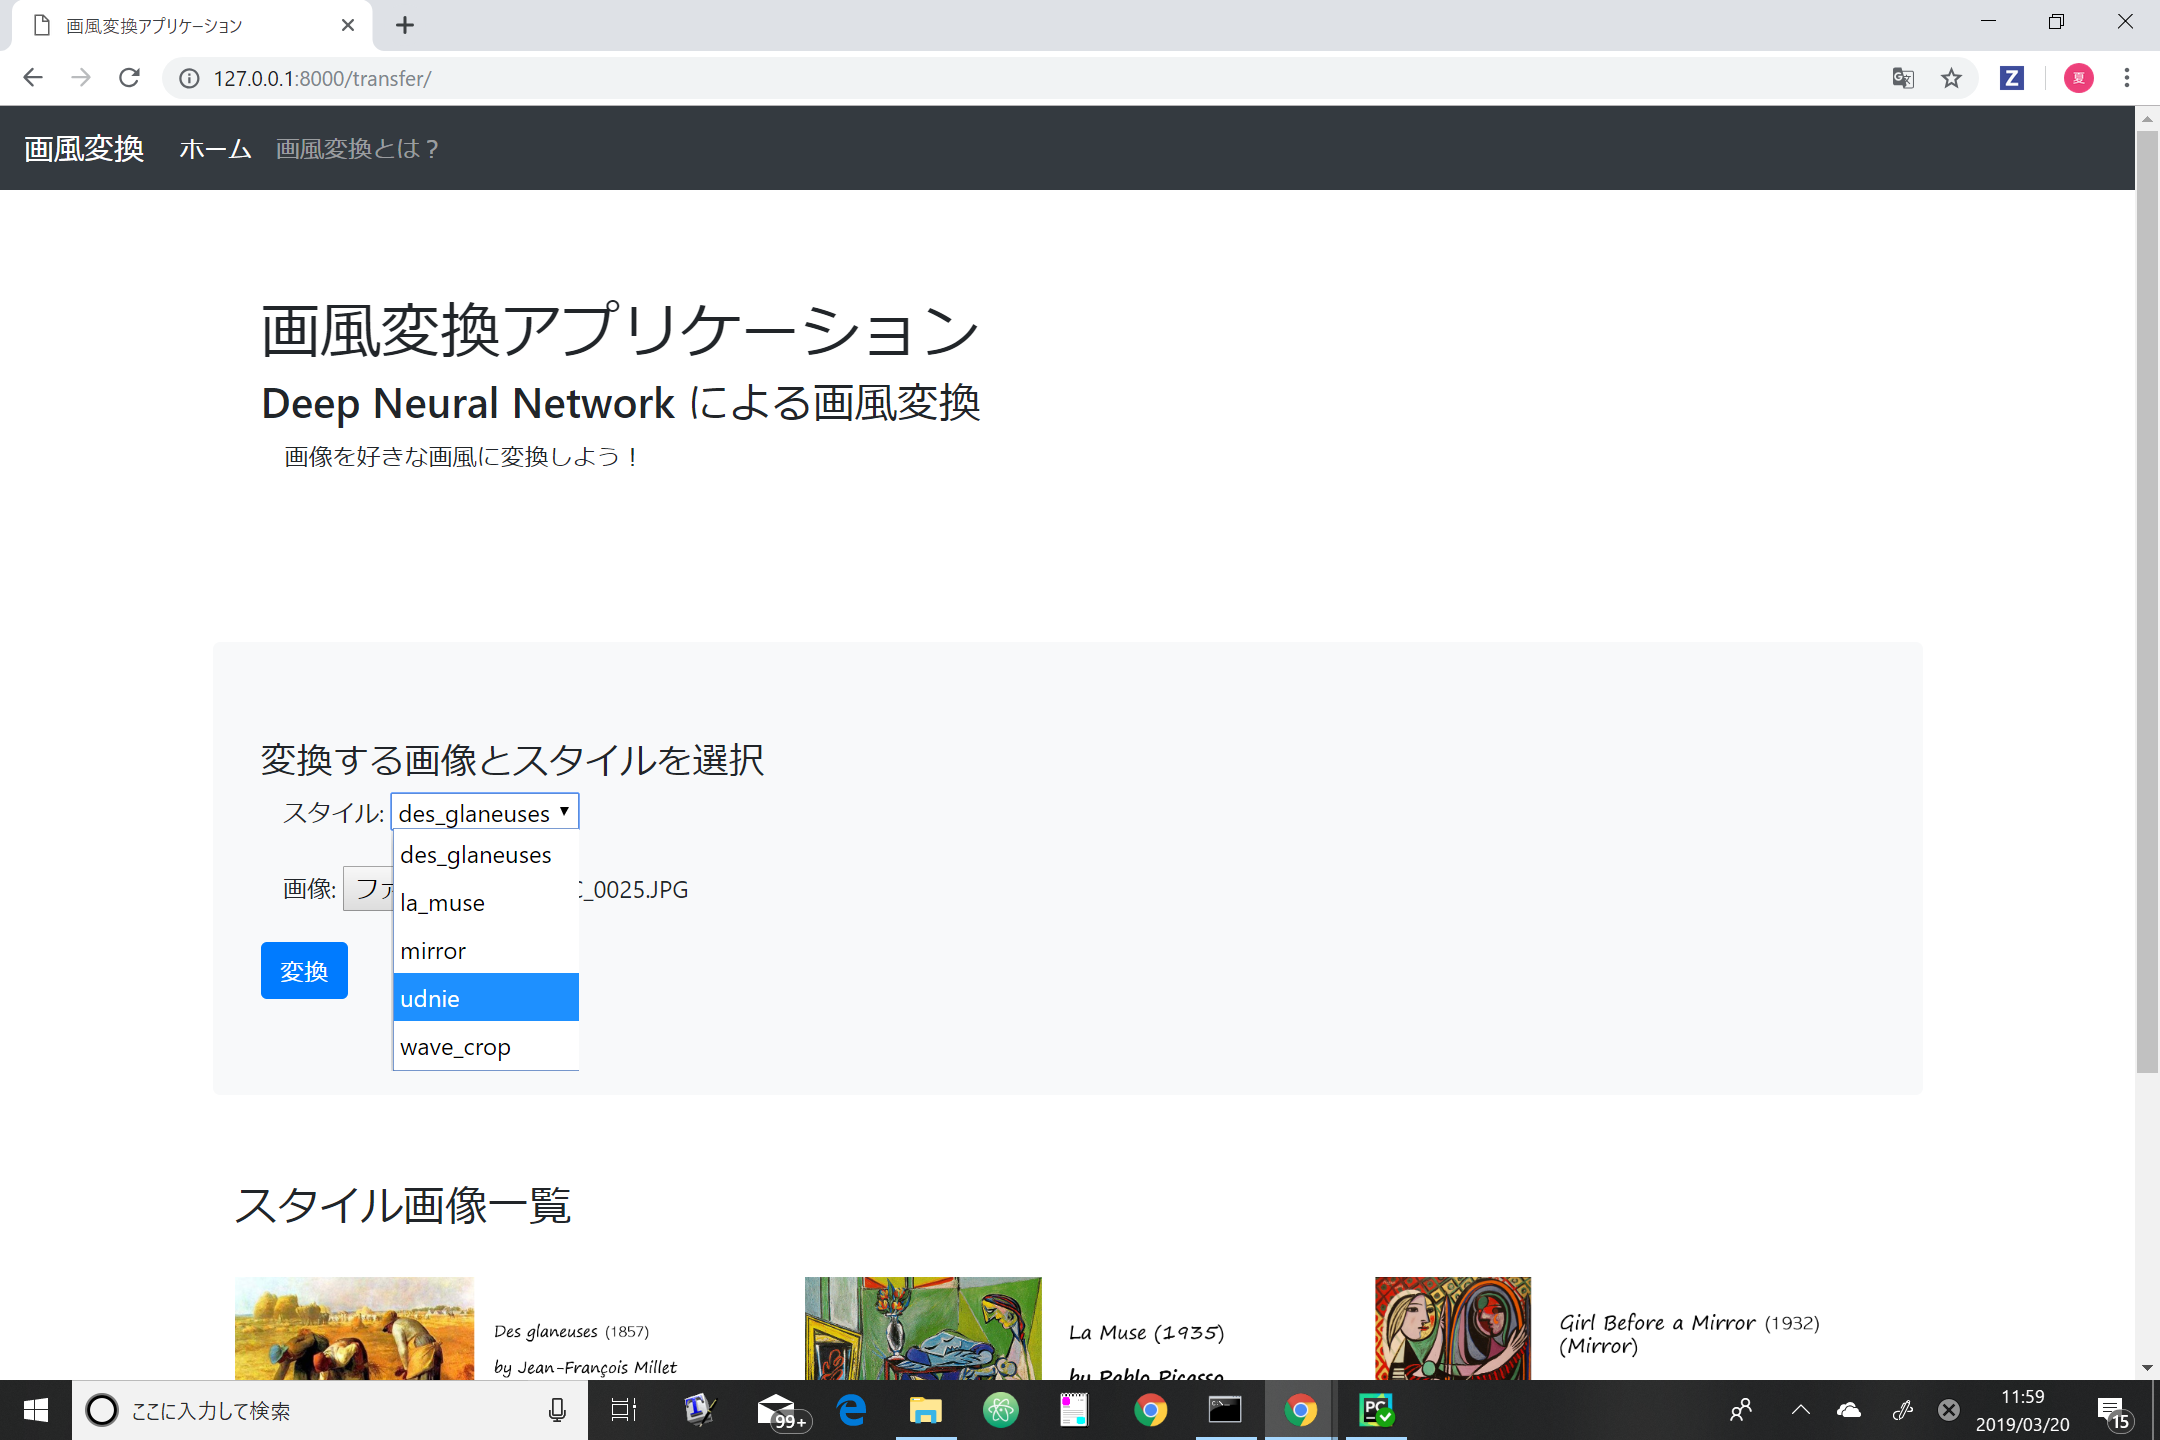 画風変換アプリケーション
127.0.0.1:8000/transfer/
Z
夏
画風変換 ホーム 画風変換とは？
画風変換アプリケーション
Deep Neural Network による画風変換
画像を好きな画風に変換しよう！
変換する画像とスタイルを選択
スタイル: des_glaneuses
des_glaneuses
画像: ファ _0025.JPG
la_muse
mirror
変換
udnie
wave_crop
スタイル画像一覧
Des glaneuses (1857)
by Jean-François Millet
La Muse (1935)
by Pablo Picasso
Girl Before a Mirror (1932)
(Mirror)
ここに入力して検索
99+
PC
11:59
2019/03/20
15